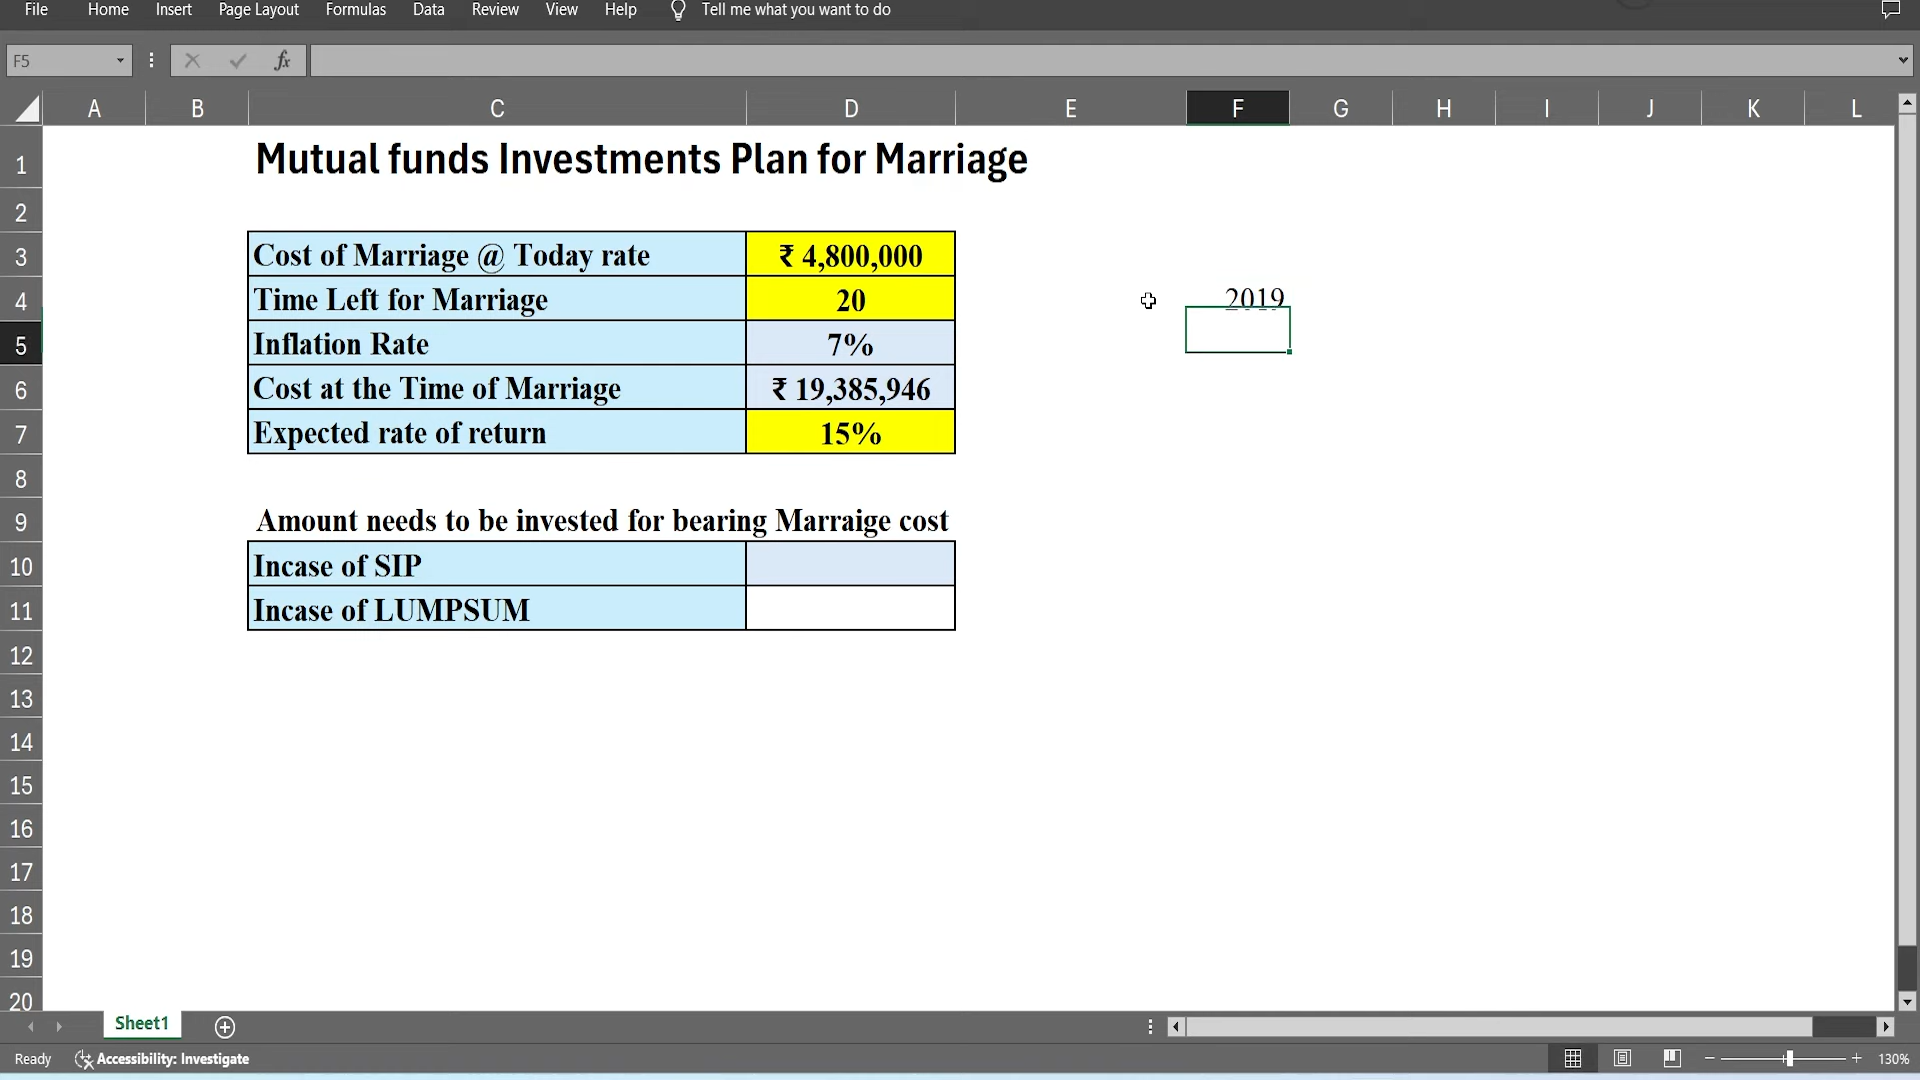 File Home Insert Page Layout Formulas Data Review View Help Tell me what you want to do
F5 fx
A B C D E F G H I J K L
1 Mutual funds Investments Plan for Marriage
2
3 Cost of Marriage @ Today rate ₹ 4,800,000
4 Time Left for Marriage 20 2019
5 Inflation Rate 7%
6 Cost at the Time of Marriage ₹ 19,385,946
7 Expected rate of return 15%
8
9 Amount needs to be invested for bearing Marraige cost
10 Incase of SIP
11 Incase of LUMPSUM
12
13
14
15
16
17
18
19
20
Sheet1
Ready Accessibility: Investigate 130%